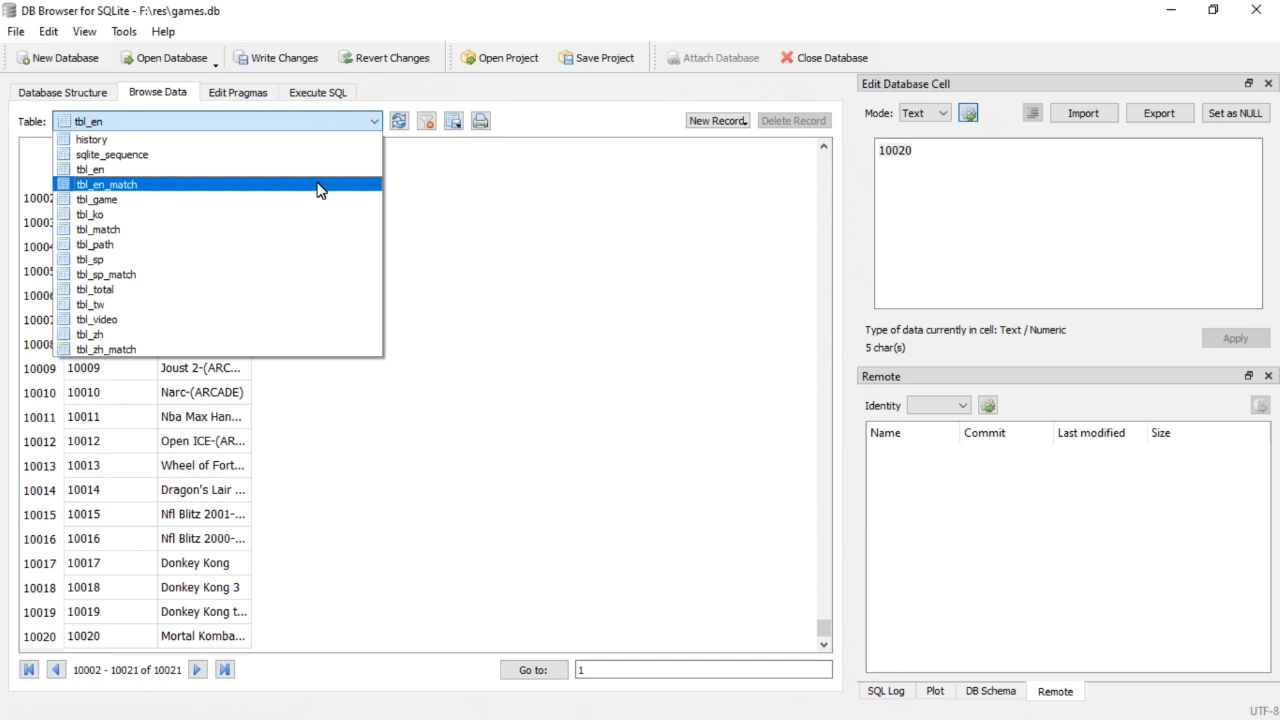 DB Browser for SQLite - F:\res\games.db
File Edit View Tools Help
New Database Open Database Write Changes Revert Changes Open Project Save Project Attach Database Close Database
Database Structure Browse Data Edit Pragmas Execute SQL
Table: tbl_en New Record Delete Record
history
sqlite_sequence
tbl_en
tbl_en_match
tbl_game
tbl_ko
tbl_match
tbl_path
tbl_sp
tbl_sp_match
tbl_total
tbl_tw
tbl_video
tbl_zh
tbl_zh_match
10009 10009 Joust 2-(ARC...
10010 10010 Narc-(ARCADE)
10011 10011 Nba Max Han...
10012 10012 Open ICE-(AR...
10013 10013 Wheel of Fort...
10014 10014 Dragon's Lair ...
10015 10015 Nfl Blitz 2001-...
10016 10016 Nfl Blitz 2000-...
10017 10017 Donkey Kong
10018 10018 Donkey Kong 3
10019 10019 Donkey Kong t...
10020 10020 Mortal Komba...
10002 - 10021 of 10021 Go to: 1
Edit Database Cell
Mode: Text Import Export Set as NULL
10020
Type of data currently in cell: Text / Numeric
5 char(s)
Apply
Remote
Identity
Name Commit Last modified Size
SQL Log Plot DB Schema Remote
UTF-8